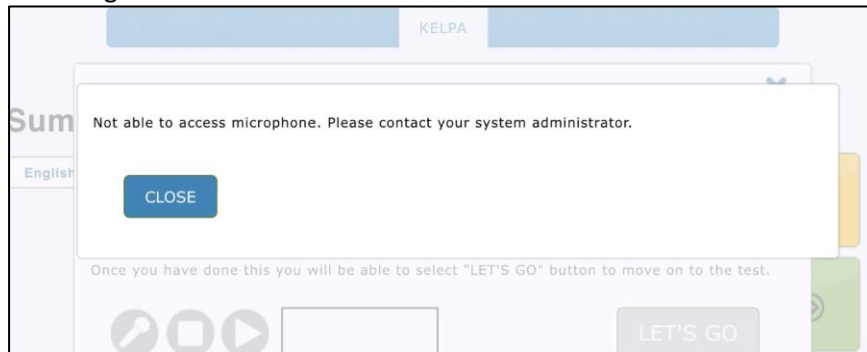 KELPA
Sum
Not able to access microphone. Please contact your system administrator.
English
CLOSE
Once you have done this you will be able to select "LET'S GO" button to move on to the test.
LET'S GO